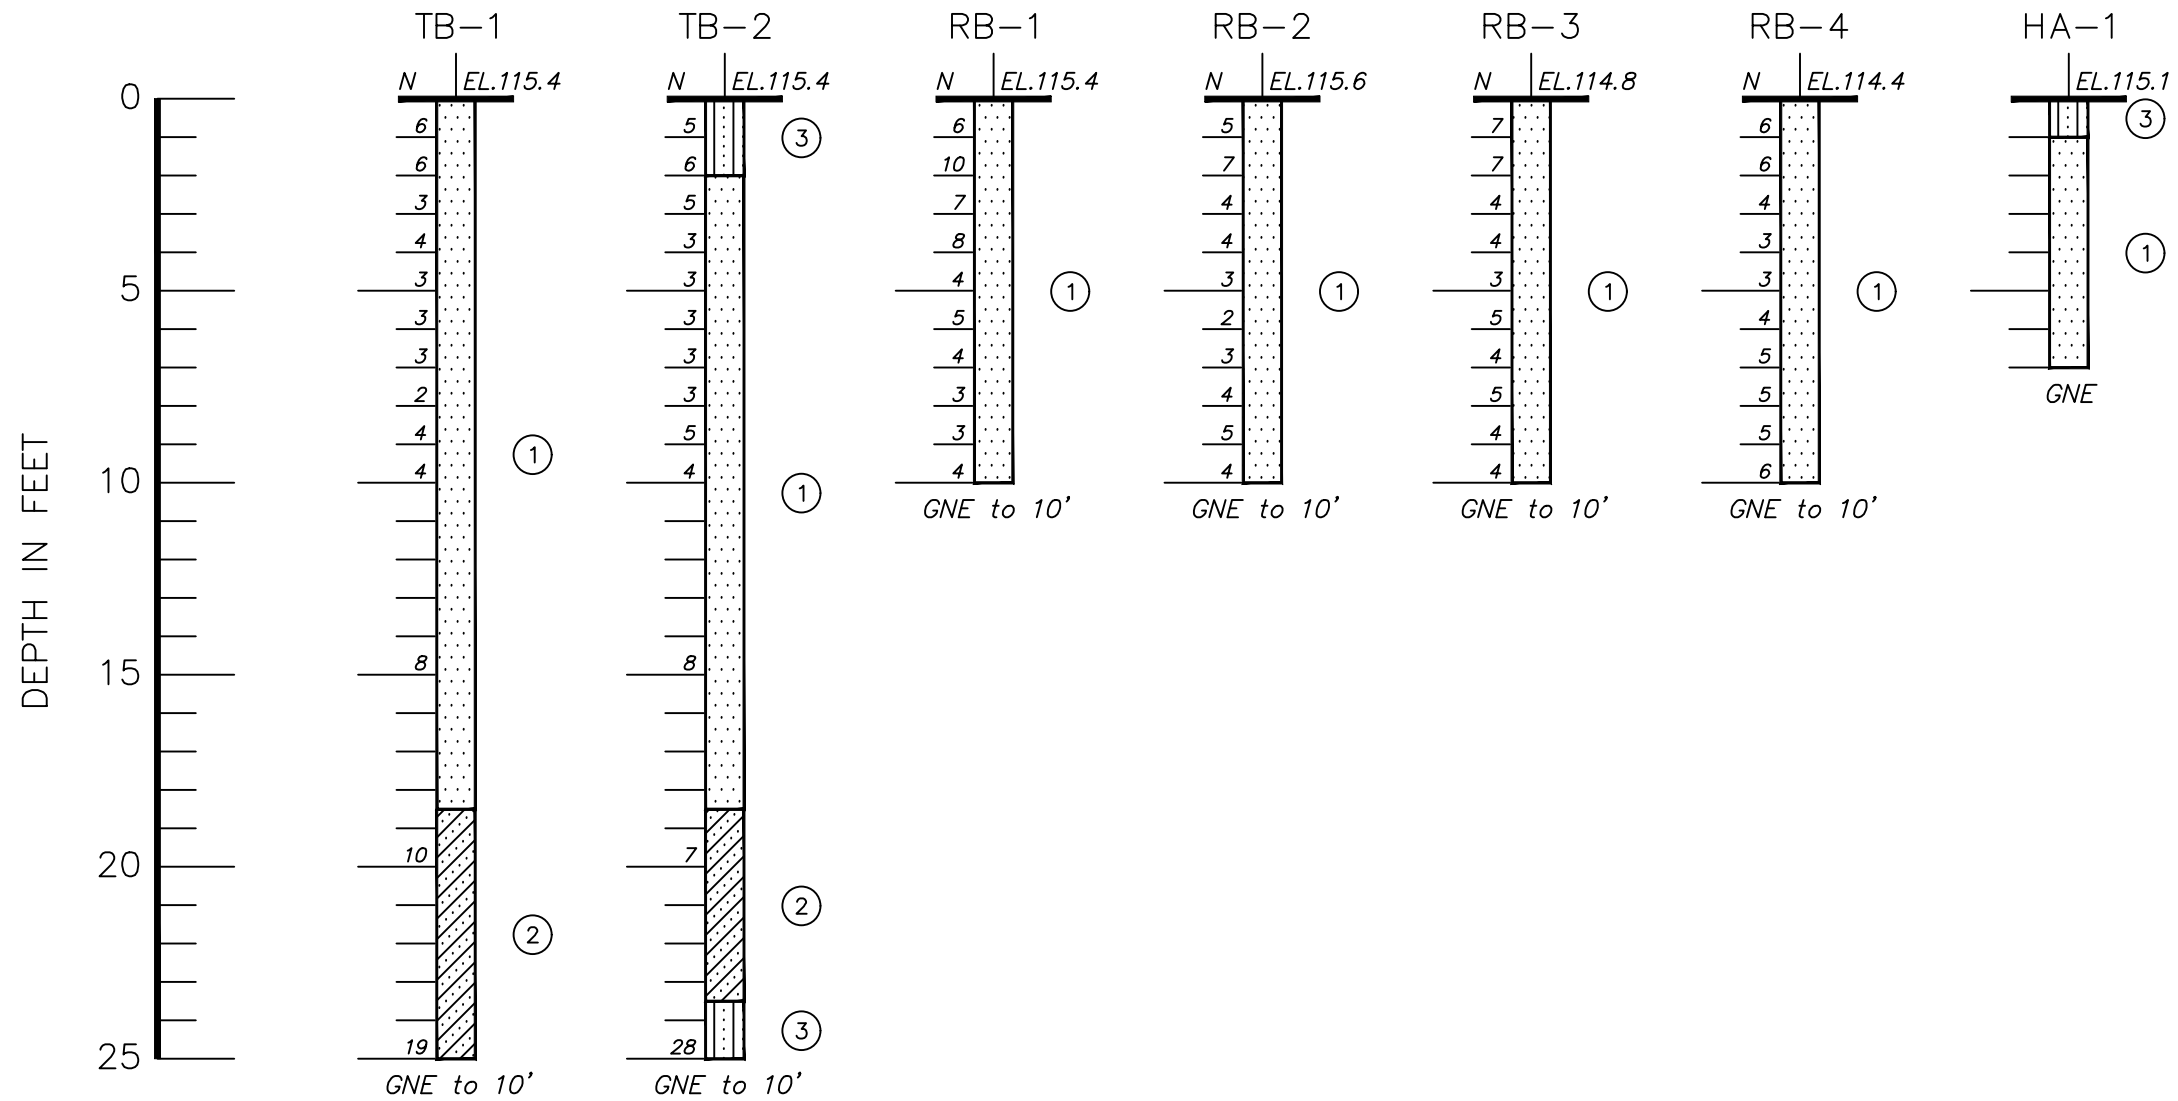 TB-1 TB-2 RB-1 RB-2 RB-3 RB-4 HA-1
N EL.115.4 N EL.115.4 N EL.115.4 N EL.115.6 N EL.114.8 N EL.114.4 EL.115.1
0
6 5 6 5 7 6
3
3
6 6 10 7 7 6
3 5 7 4 4 4
4 3 8 4 4 3
1
5 3 3 4 3 3 3
1 1 1 1
3 3 5 2 5 4
3 3 4 3 4 5
GNE
2 3 3 4 5 5
4 5 3 5 4 5
1
10 4 4 4 4 4 6
1
GNE to 10' GNE to 10' GNE to 10' GNE to 10'
DEPTH IN FEET
15 8 8
20 10 7
2
2
3
25 19 28
GNE to 10' GNE to 10'